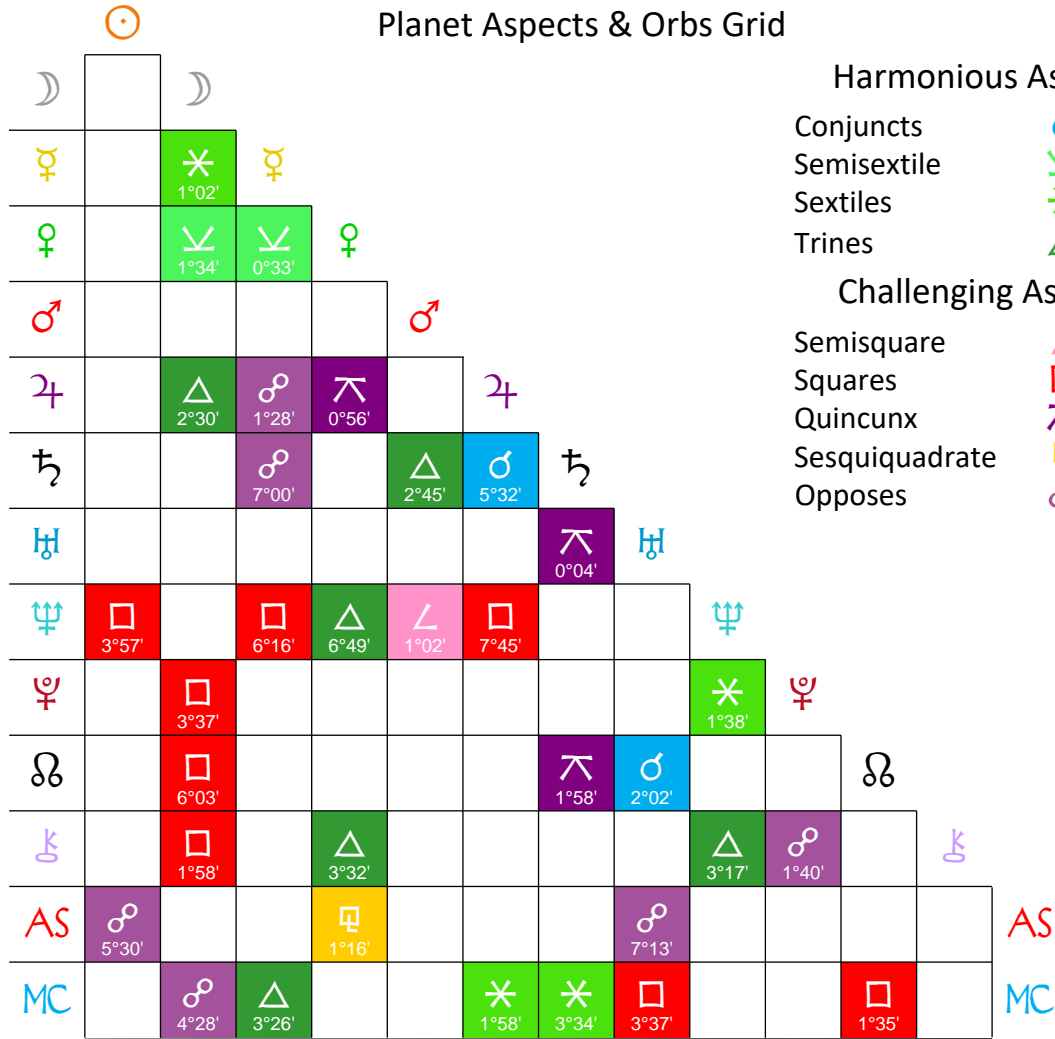 ☉ Planet Aspects & Orbs Grid
☽ ☽
☿ ⚹ 1°02' ☿
♀ ⚺ 1°34' ⚺ 0°33' ♀
♂ ♂
♃ △ 2°30' ☍ 1°28' ⚻ 0°56' ♃
♄ ☍ 7°00' △ 2°45' ☌ 5°32' ♄
♅ ⚻ 0°04' ♅
♆ □ 3°57' □ 6°16' △ 6°49' ∠ 1°02' □ 7°45' ♆
♇ □ 3°37' ⚹ 1°38' ♇
☊ □ 6°03' ⚻ 1°58' ☌ 2°02' ☊
⚷ □ 1°58' △ 3°32' △ 3°17' ☍ 1°40' ⚷
AS ☍ 5°30' ⚼ 1°16' ☍ 7°13' AS
MC ☍ 4°28' △ 3°26' ⚹ 1°58' ⚹ 3°34' □ 3°37' □ 1°35' MC
Harmonious As
Conjuncts
Semisextile
Sextiles
Trines
Challenging As
Semisquare
Squares
Quincunx
Sesquiquadrate
Opposes